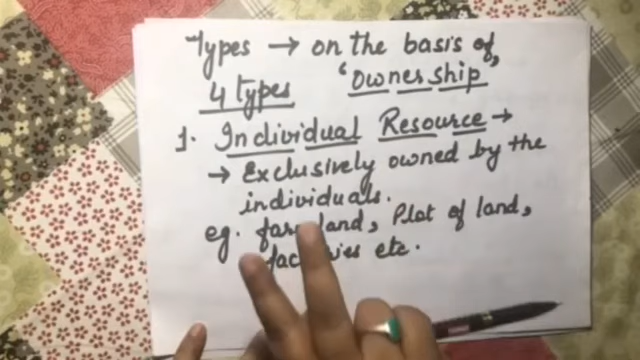 Types → on the basis of
4 types 'Ownership'
1. Individual Resource →
→ Exclusively owned by the
individuals.
eg. farmland, Plot of land,
factories etc.